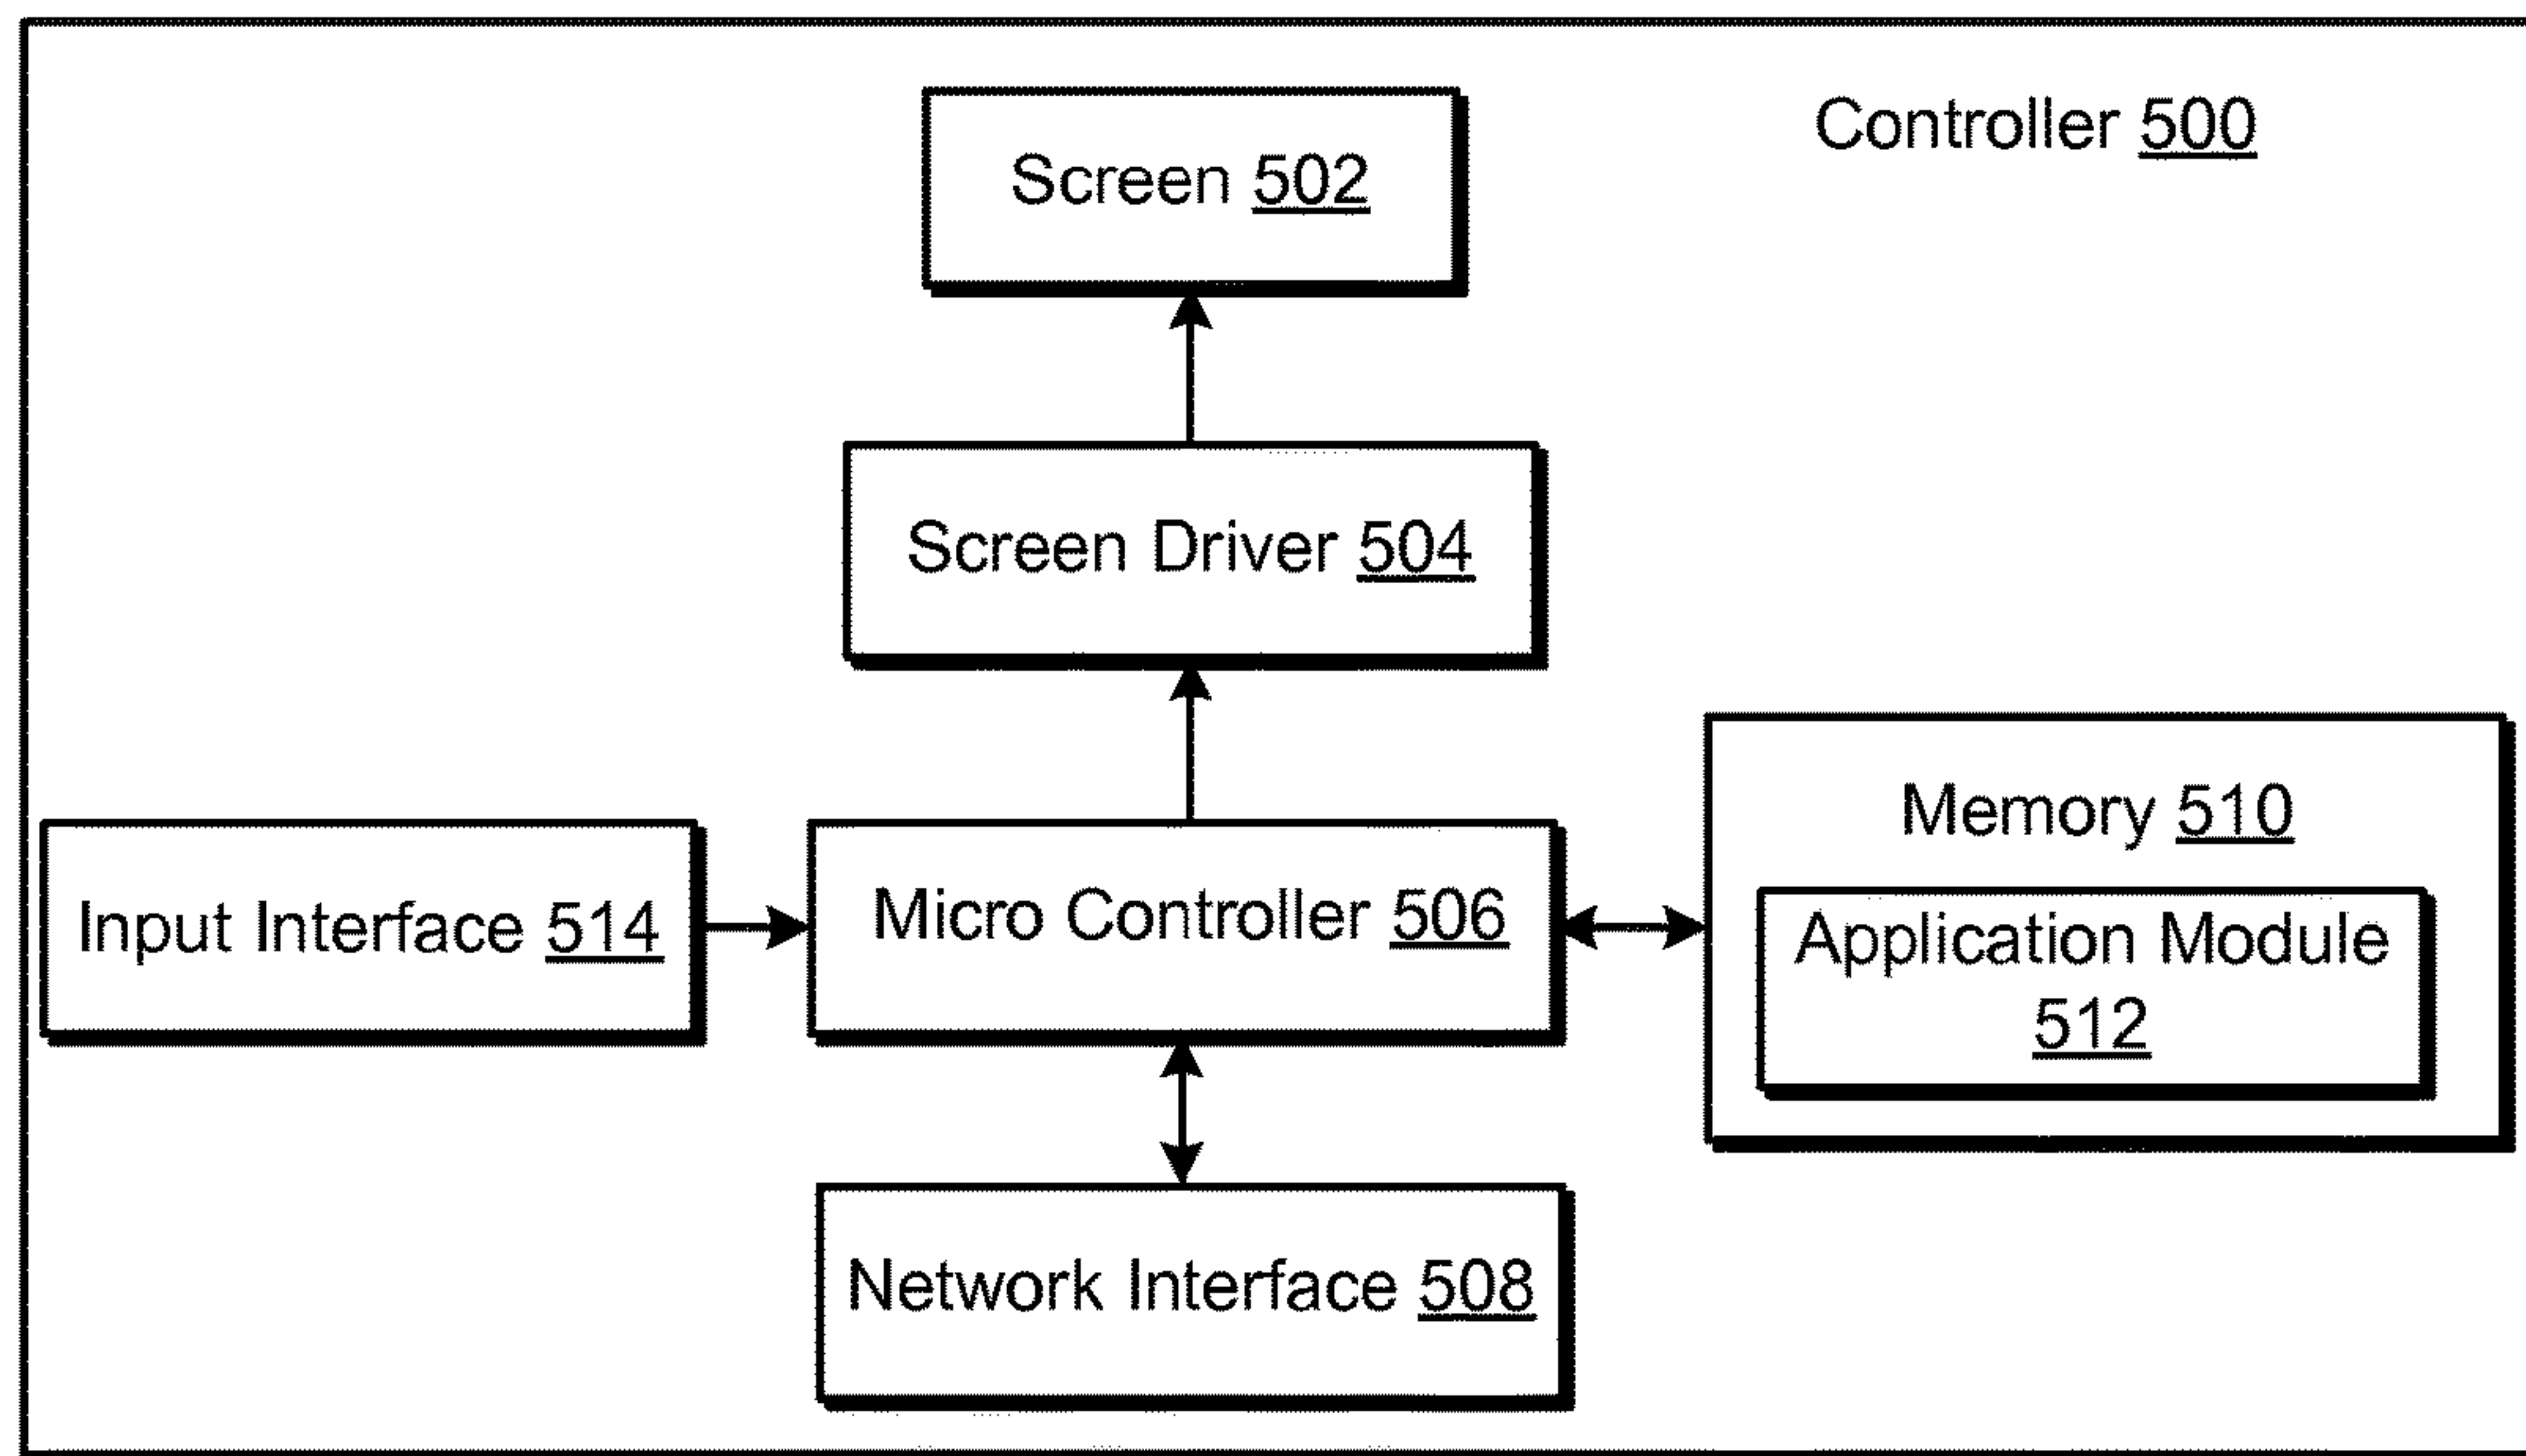 Controller 500
Screen 502
Screen Driver 504
Memory 510
Input Interface 514
Micro Controller 506
Application Module
512
Network Interface 508